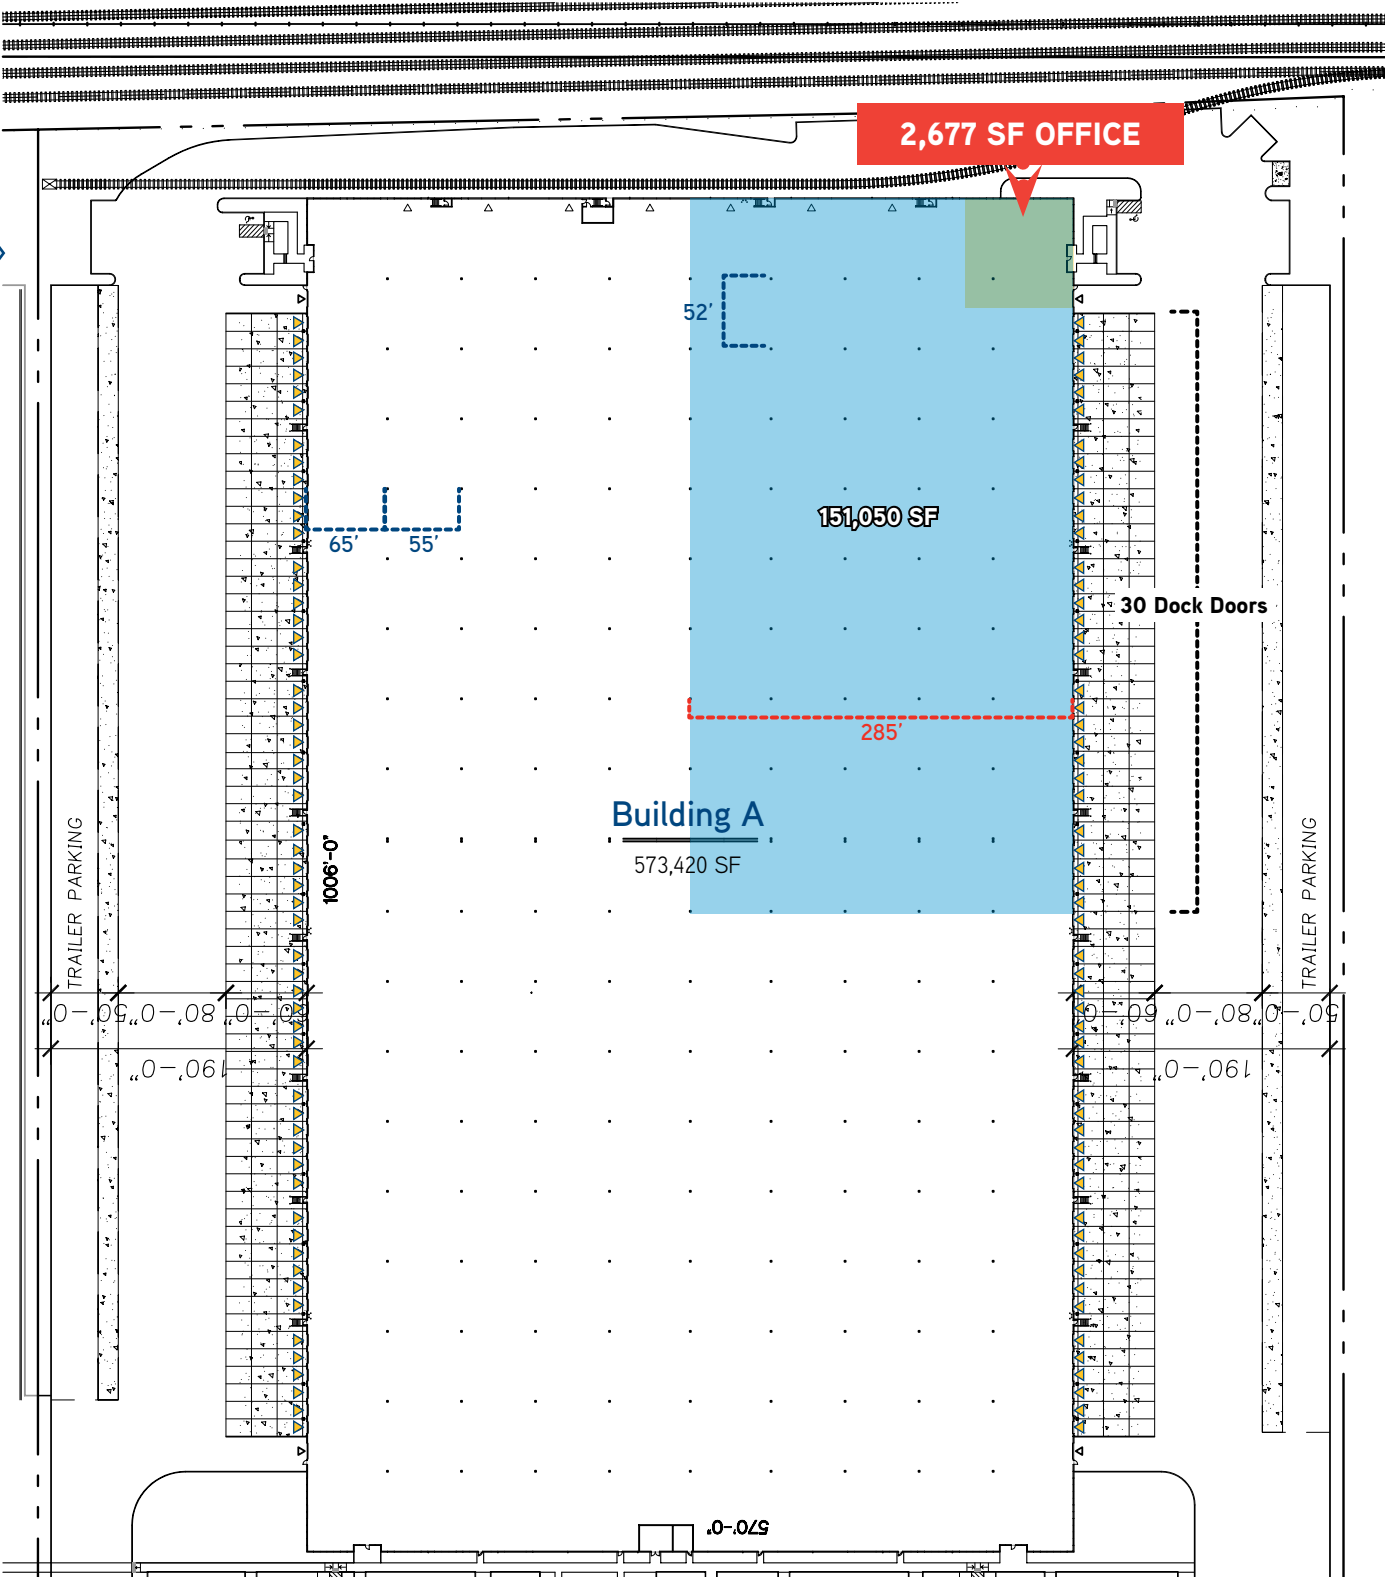 2,677 SF OFFICE
52'
151,050 SF
65'
55'
30 Dock Doors
285'
Building A
573,420 SF
1006'-0"
TRAILER PARKING
TRAILER PARKING
50'-0"
80'-0"
60'-0"
60'-0"
80'-0"
50'-0"
190'-0"
190'-0"
570'-0"